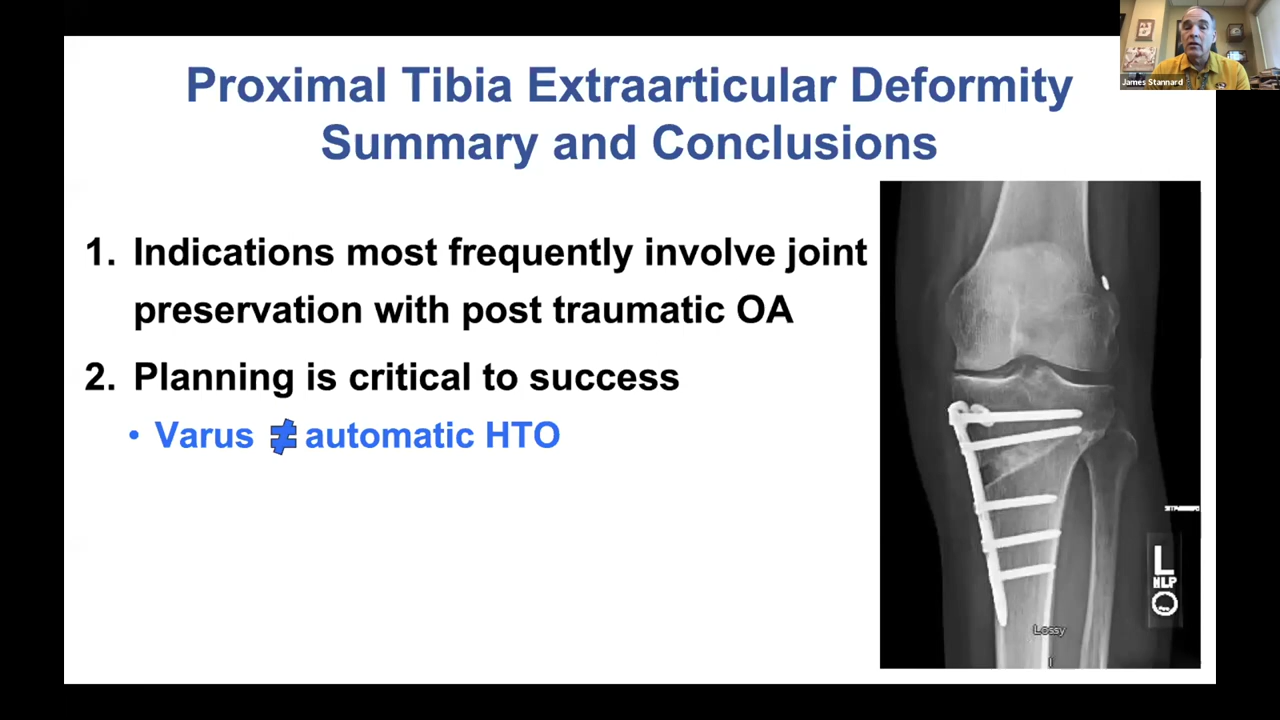 James Stannard
Proximal Tibia Extraarticular Deformity
Summary and Conclusions
1. Indications most frequently involve joint
preservation with post traumatic OA
2. Planning is critical to success
• Varus ≠ automatic HTO
L
HLP
Lossy